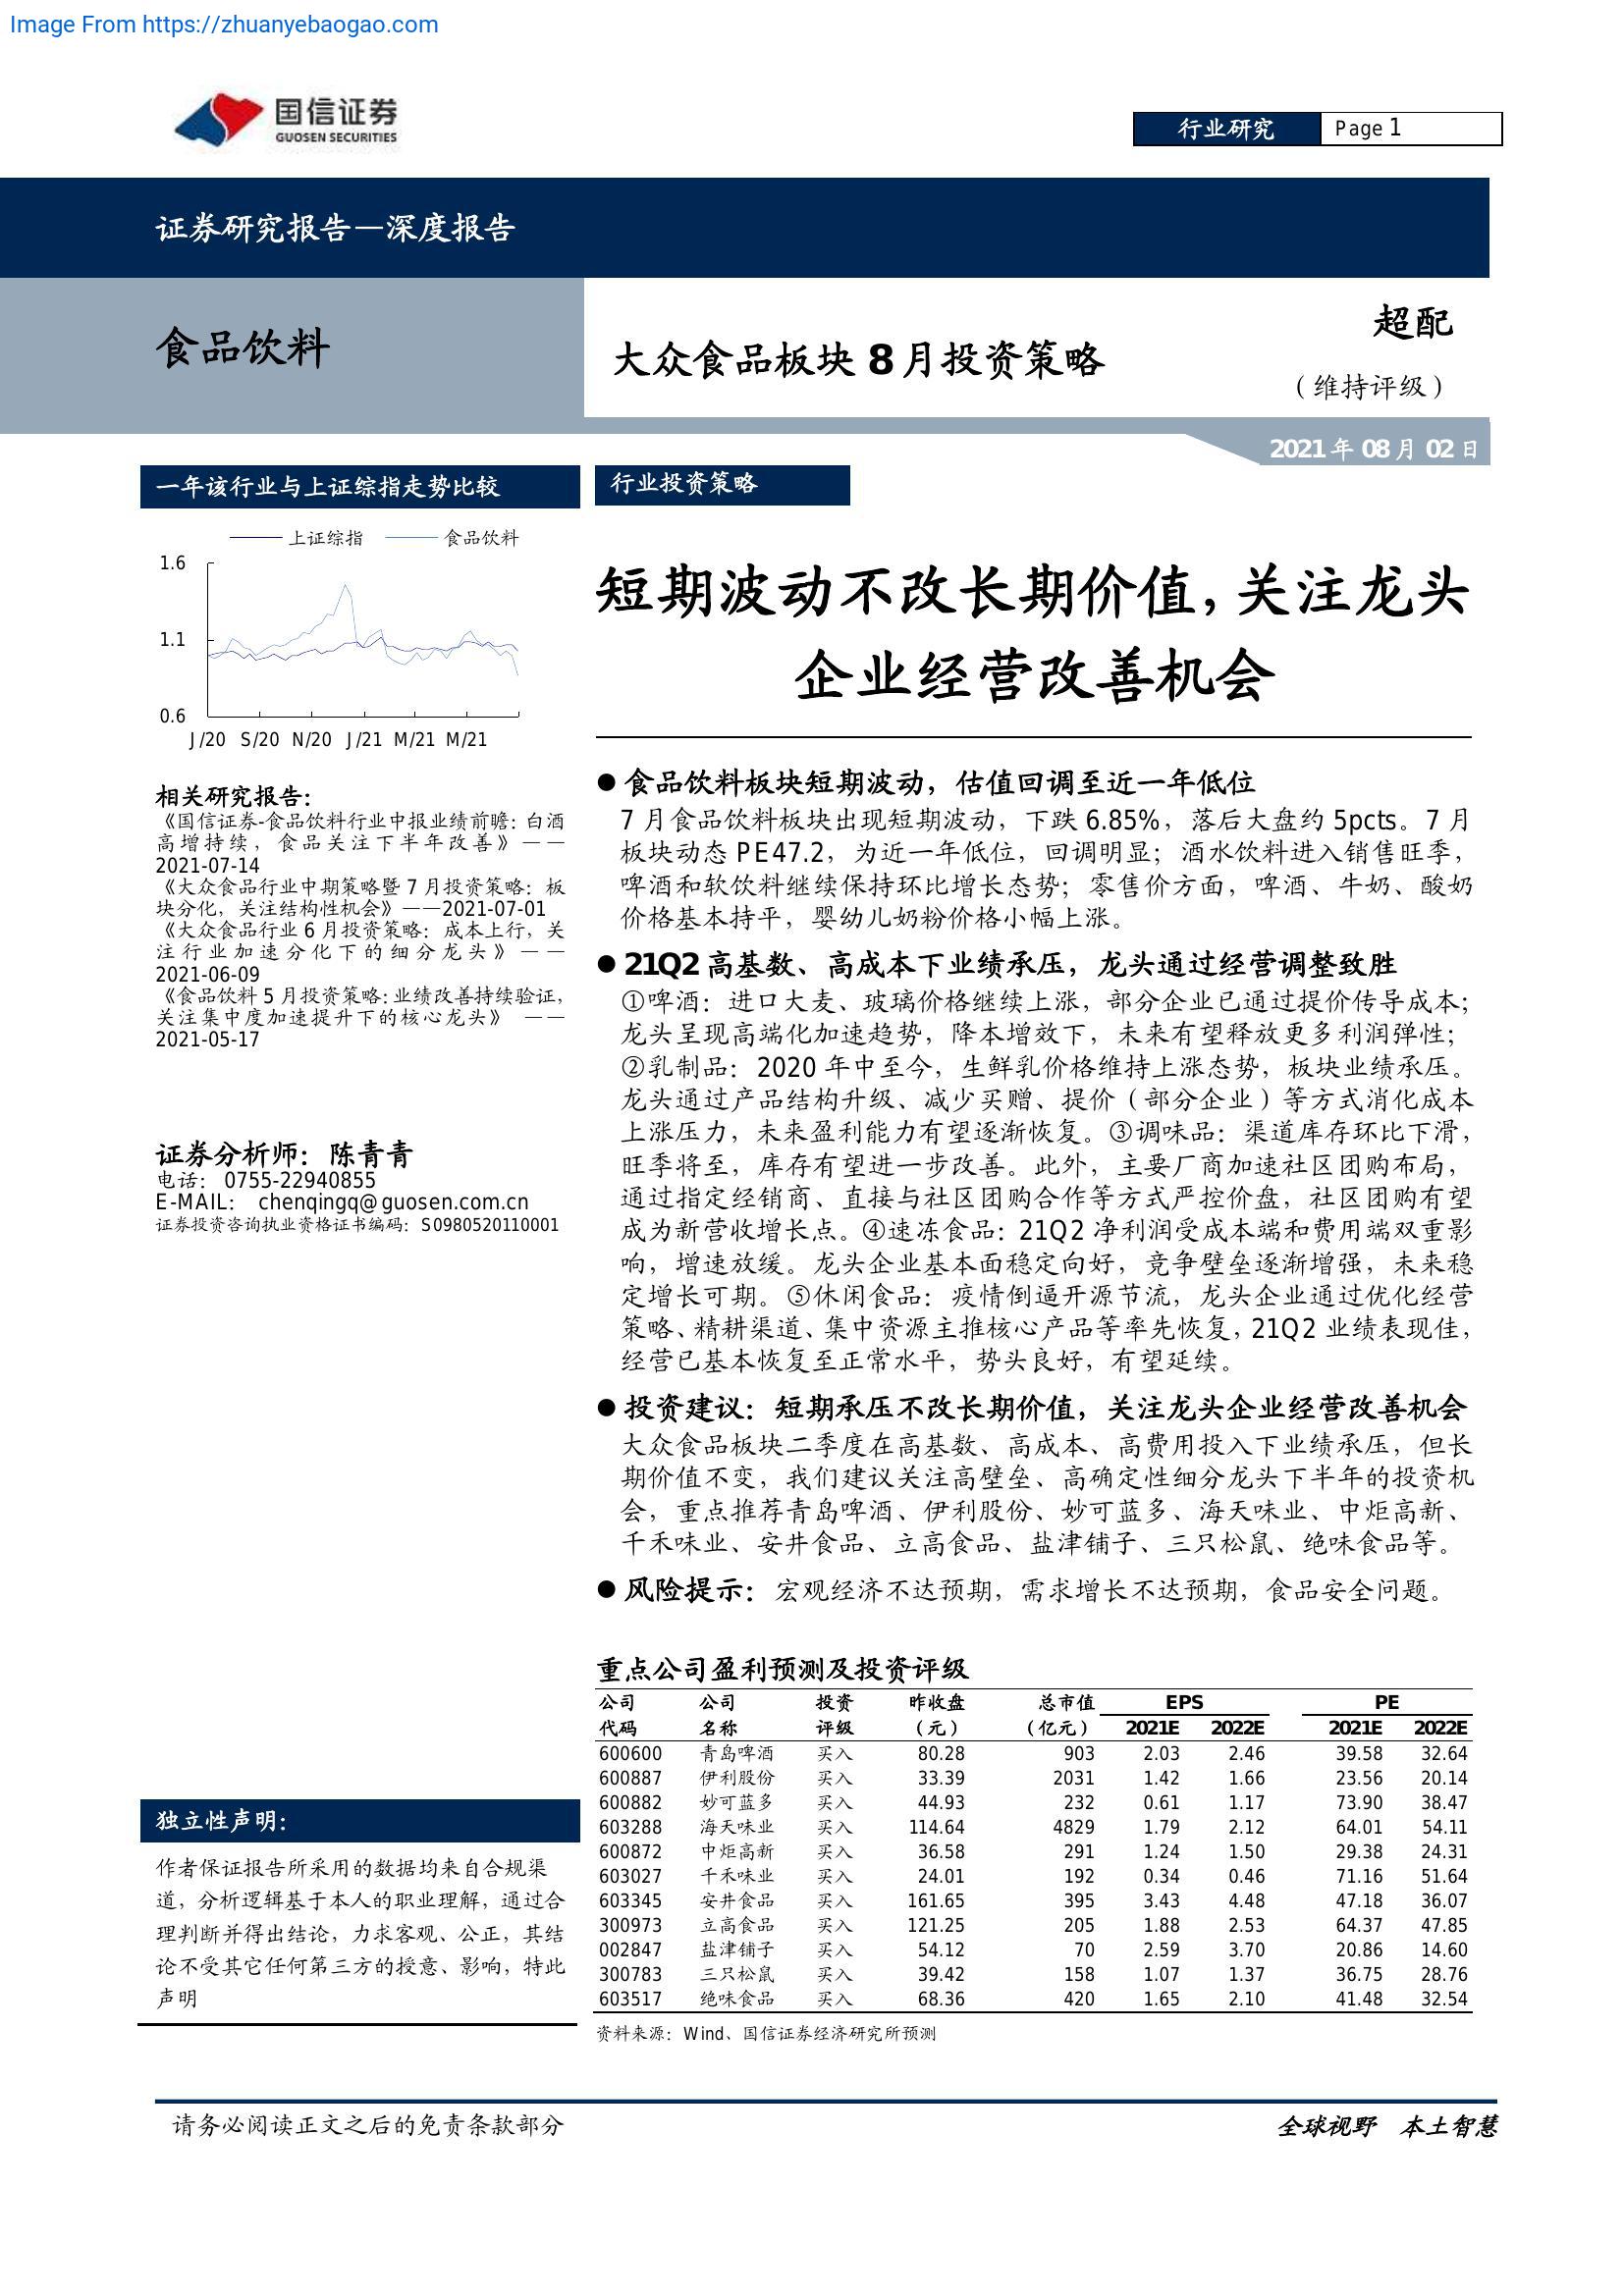 Image From https://zhuanyebaogao.com
国信证券
GUOSEN SECURITIES
行业研究 Page 1
证券研究报告—深度报告
食品饮料
大众食品板块 8 月投资策略
超配
（维持评级）
2021 年 08 月 02 日
一年该行业与上证综指走势比较
上证综指 食品饮料
1.6
1.1
0.6
J/20 S/20 N/20 J/21 M/21 M/21
相关研究报告：
《国信证券-食品饮料行业中报业绩前瞻：白酒
高增持续，食品关注下半年改善》——
2021-07-14
《大众食品行业中期策略暨 7 月投资策略：板
块分化，关注结构性机会》——2021-07-01
《大众食品行业 6 月投资策略：成本上行，关
注行业加速分化下的细分龙头》——
2021-06-09
《食品饮料 5 月投资策略：业绩改善持续验证，
关注集中度加速提升下的核心龙头》 ——
2021-05-17
证券分析师：陈青青
电话： 0755-22940855
E-MAIL： chenqingq@guosen.com.cn
证券投资咨询执业资格证书编码：S0980520110001
独立性声明：
作者保证报告所采用的数据均来自合规渠
道，分析逻辑基于本人的职业理解，通过合
理判断并得出结论，力求客观、公正，其结
论不受其它任何第三方的授意、影响，特此
声明
行业投资策略
短期波动不改长期价值，关注龙头
企业经营改善机会
● 食品饮料板块短期波动，估值回调至近一年低位
7 月食品饮料板块出现短期波动，下跌 6.85%，落后大盘约 5pcts。7 月
板块动态 PE47.2，为近一年低位，回调明显；酒水饮料进入销售旺季，
啤酒和软饮料继续保持环比增长态势；零售价方面，啤酒、牛奶、酸奶
价格基本持平，婴幼儿奶粉价格小幅上涨。
● 21Q2 高基数、高成本下业绩承压，龙头通过经营调整致胜
①啤酒：进口大麦、玻璃价格继续上涨，部分企业已通过提价传导成本；
龙头呈现高端化加速趋势，降本增效下，未来有望释放更多利润弹性；
②乳制品：2020 年中至今，生鲜乳价格维持上涨态势，板块业绩承压。
龙头通过产品结构升级、减少买赠、提价（部分企业）等方式消化成本
上涨压力，未来盈利能力有望逐渐恢复。③调味品：渠道库存环比下滑，
旺季将至，库存有望进一步改善。此外，主要厂商加速社区团购布局，
通过指定经销商、直接与社区团购合作等方式严控价盘，社区团购有望
成为新营收增长点。④速冻食品：21Q2 净利润受成本端和费用端双重影
响，增速放缓。龙头企业基本面稳定向好，竞争壁垒逐渐增强，未来稳
定增长可期。⑤休闲食品：疫情倒逼开源节流，龙头企业通过优化经营
策略、精耕渠道、集中资源主推核心产品等率先恢复，21Q2 业绩表现佳，
经营已基本恢复至正常水平，势头良好，有望延续。
● 投资建议：短期承压不改长期价值，关注龙头企业经营改善机会
大众食品板块二季度在高基数、高成本、高费用投入下业绩承压，但长
期价值不变，我们建议关注高壁垒、高确定性细分龙头下半年的投资机
会，重点推荐青岛啤酒、伊利股份、妙可蓝多、海天味业、中炬高新、
千禾味业、安井食品、立高食品、盐津铺子、三只松鼠、绝味食品等。
● 风险提示：宏观经济不达预期，需求增长不达预期，食品安全问题。
重点公司盈利预测及投资评级
公司 公司 投资 昨收盘 总市值 EPS PE
代码 名称 评级 （元） （亿元） 2021E 2022E 2021E 2022E
600600 青岛啤酒 买入 80.28 903 2.03 2.46 39.58 32.64
600887 伊利股份 买入 33.39 2031 1.42 1.66 23.56 20.14
600882 妙可蓝多 买入 44.93 232 0.61 1.17 73.90 38.47
603288 海天味业 买入 114.64 4829 1.79 2.12 64.01 54.11
600872 中炬高新 买入 36.58 291 1.24 1.50 29.38 24.31
603027 千禾味业 买入 24.01 192 0.34 0.46 71.16 51.64
603345 安井食品 买入 161.65 395 3.43 4.48 47.18 36.07
300973 立高食品 买入 121.25 205 1.88 2.53 64.37 47.85
002847 盐津铺子 买入 54.12 70 2.59 3.70 20.86 14.60
300783 三只松鼠 买入 39.42 158 1.07 1.37 36.75 28.76
603517 绝味食品 买入 68.36 420 1.65 2.10 41.48 32.54
资料来源：Wind、国信证券经济研究所预测
请务必阅读正文之后的免责条款部分
全球视野 本土智慧